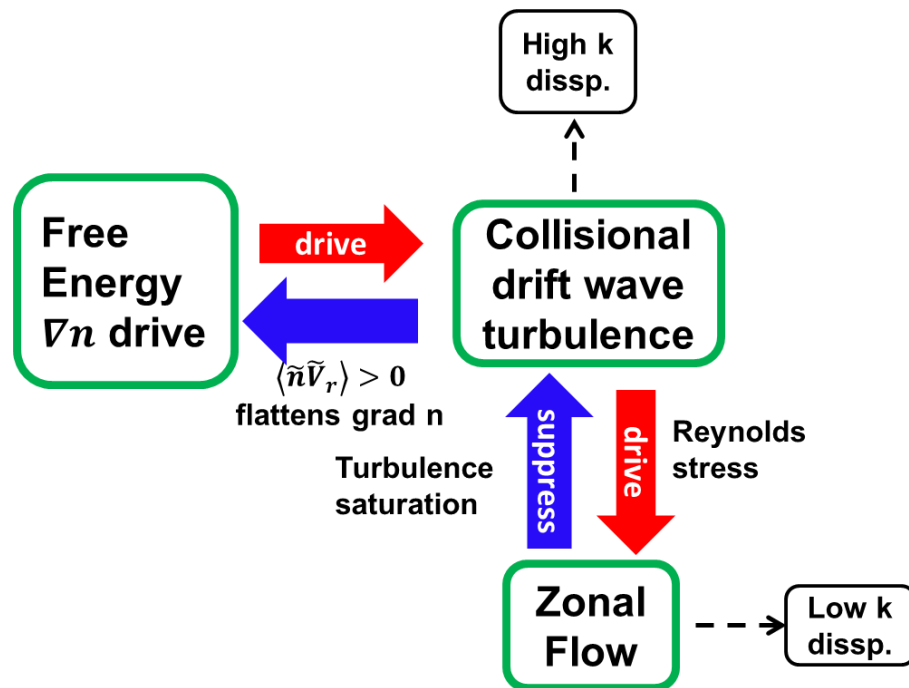 High k
dissp.
Free
Energy
∇n drive
drive
Collisional
drift wave
turbulence
⟨ñṼ_r⟩ > 0
flattens grad n
Turbulence
saturation
suppress
drive
Reynolds
stress
Zonal
Flow
Low k
dissp.